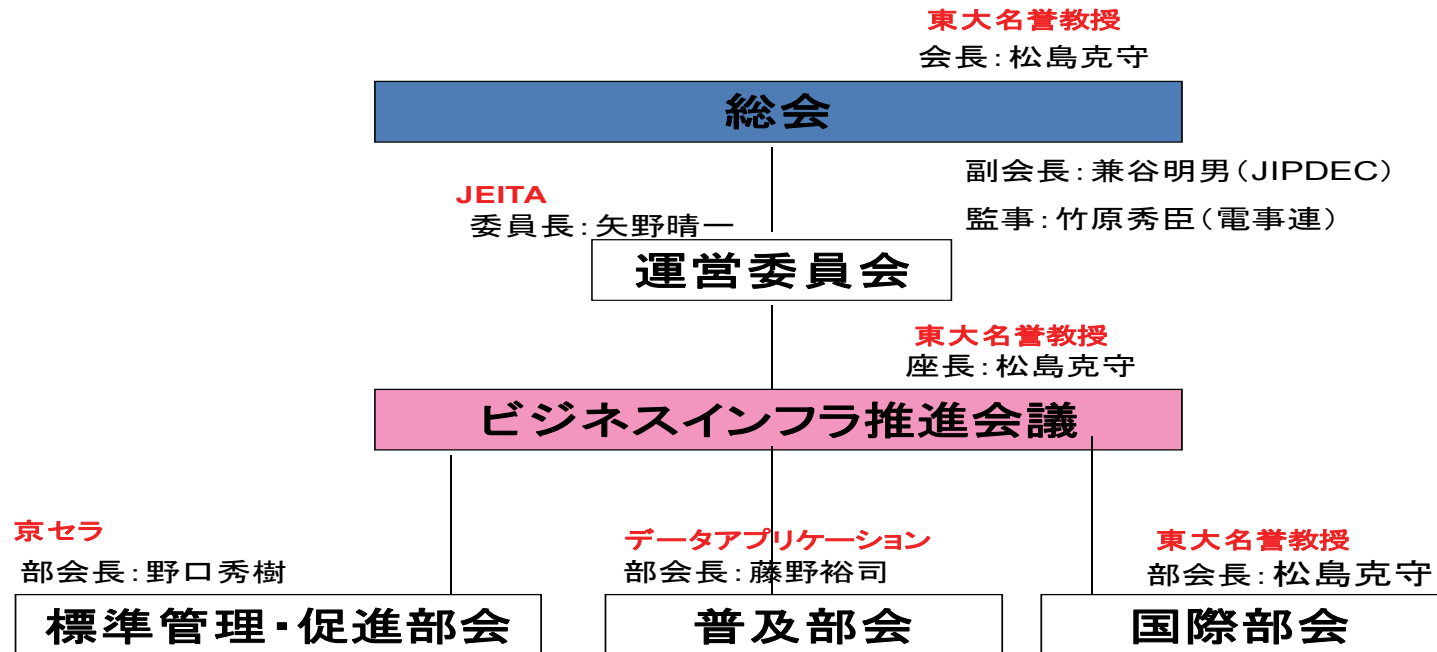 東大名誉教授
会長:松島克守
総会
副会長:兼谷明男(JIPDEC)
監事:竹原秀臣(電事連)
JEITA
委員長:矢野晴一
運営委員会
東大名誉教授
座長:松島克守
ビジネスインフラ推進会議
京セラ
部会長:野口秀樹
標準管理・促進部会
データアプリケーション
部会長:藤野裕司
普及部会
東大名誉教授
部会長:松島克守
国際部会